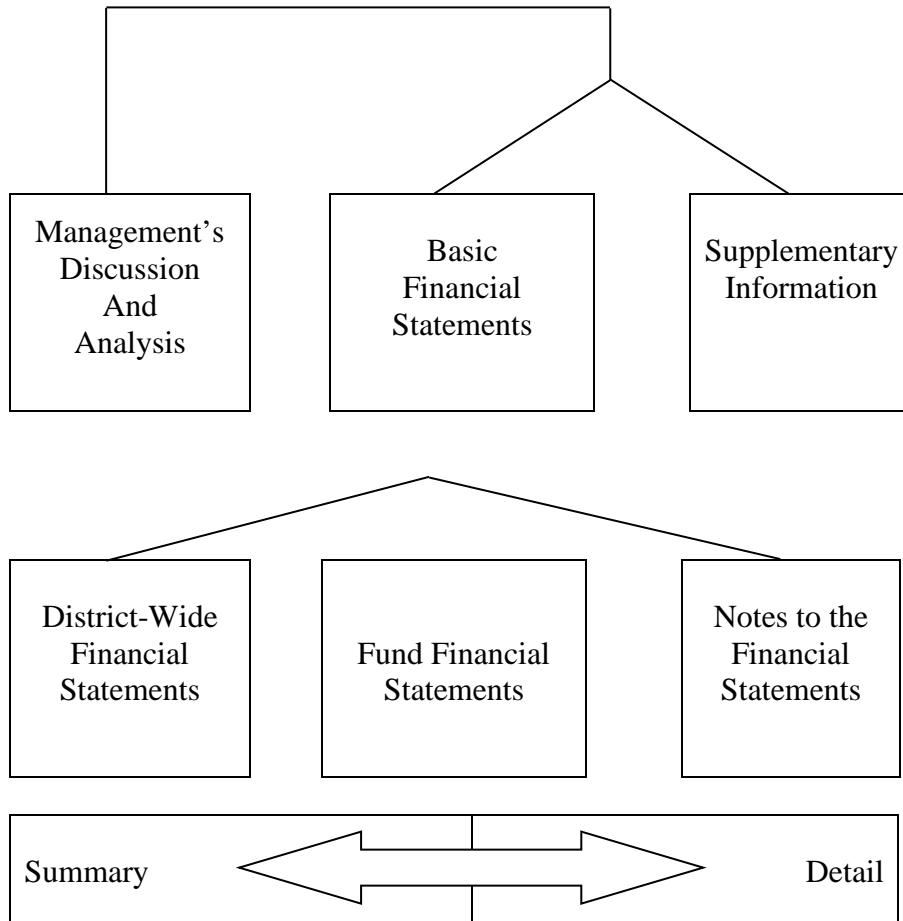 Management’s
Discussion
And
Analysis
Basic
Financial
Statements
Supplementary
Information
District-Wide
Financial
Statements
Fund Financial
Statements
Notes to the
Financial
Statements
Summary
Detail